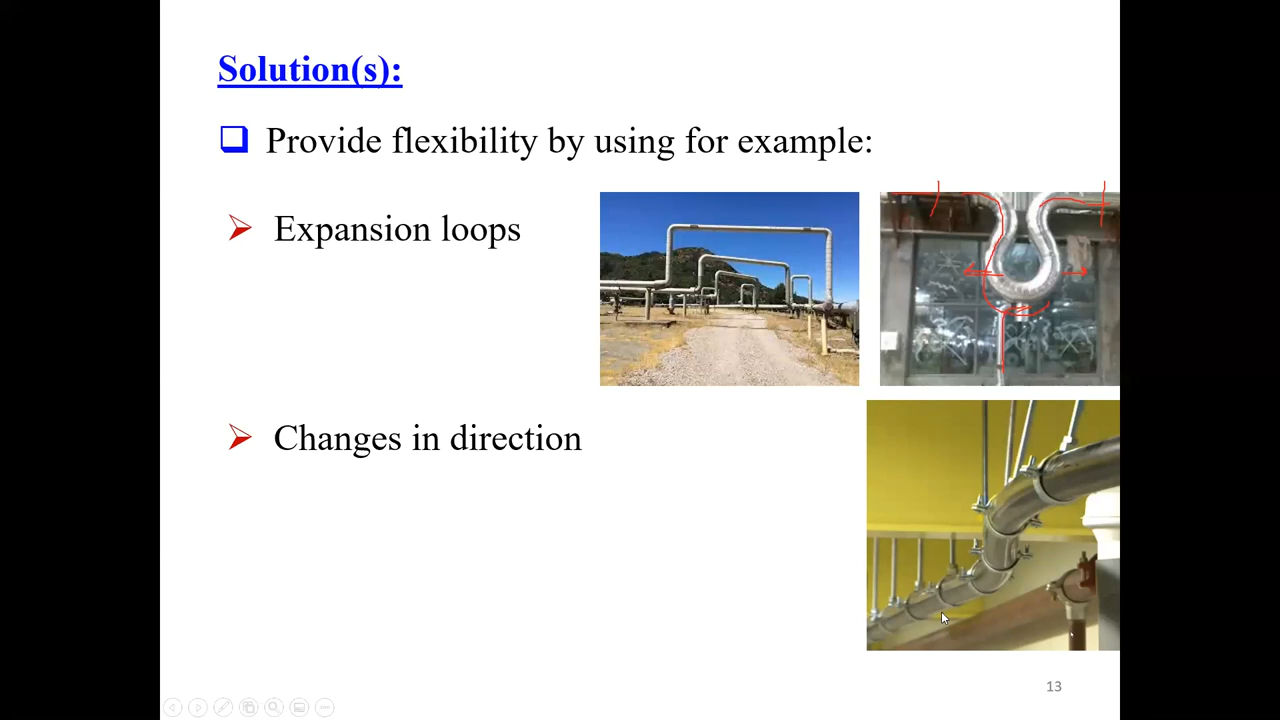 Solution(s):
Provide flexibility by using for example:
Expansion loops
Changes in direction
13